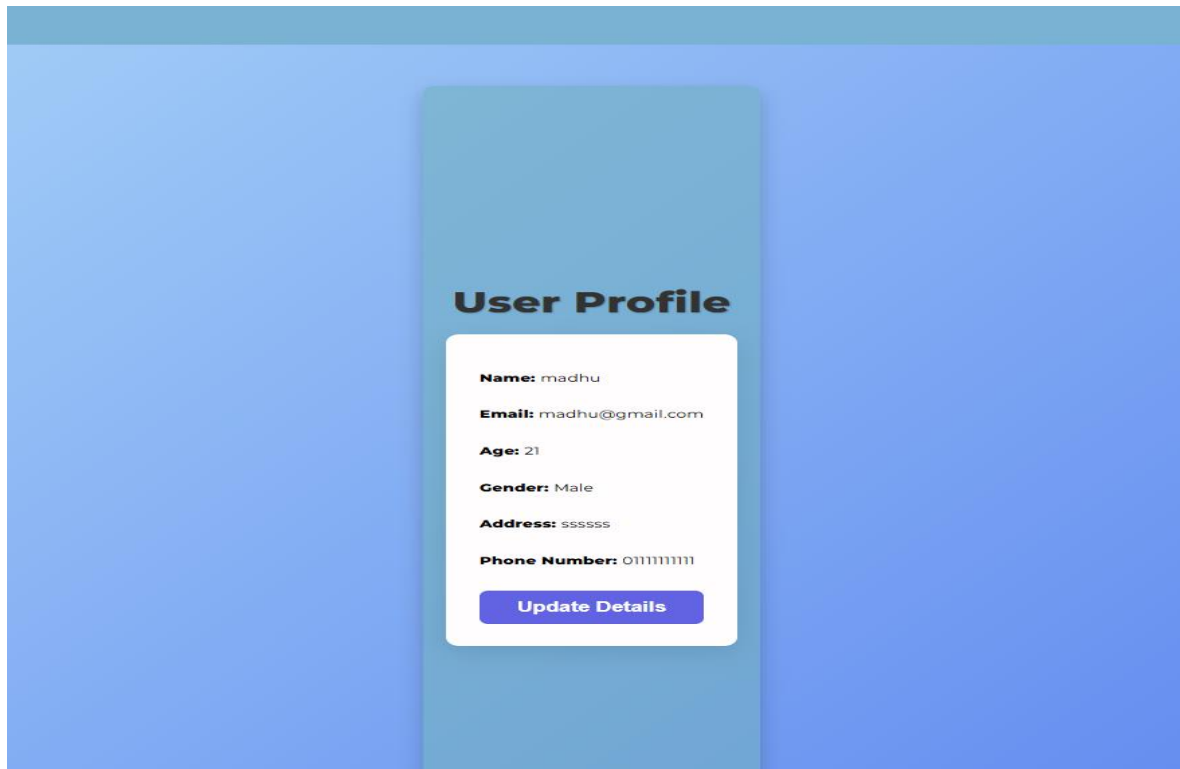 User Profile
Name: madhu
Email: madhu@gmail.com
Age: 21
Gender: Male
Address: ssssss
Phone Number: 01111111111
Update Details